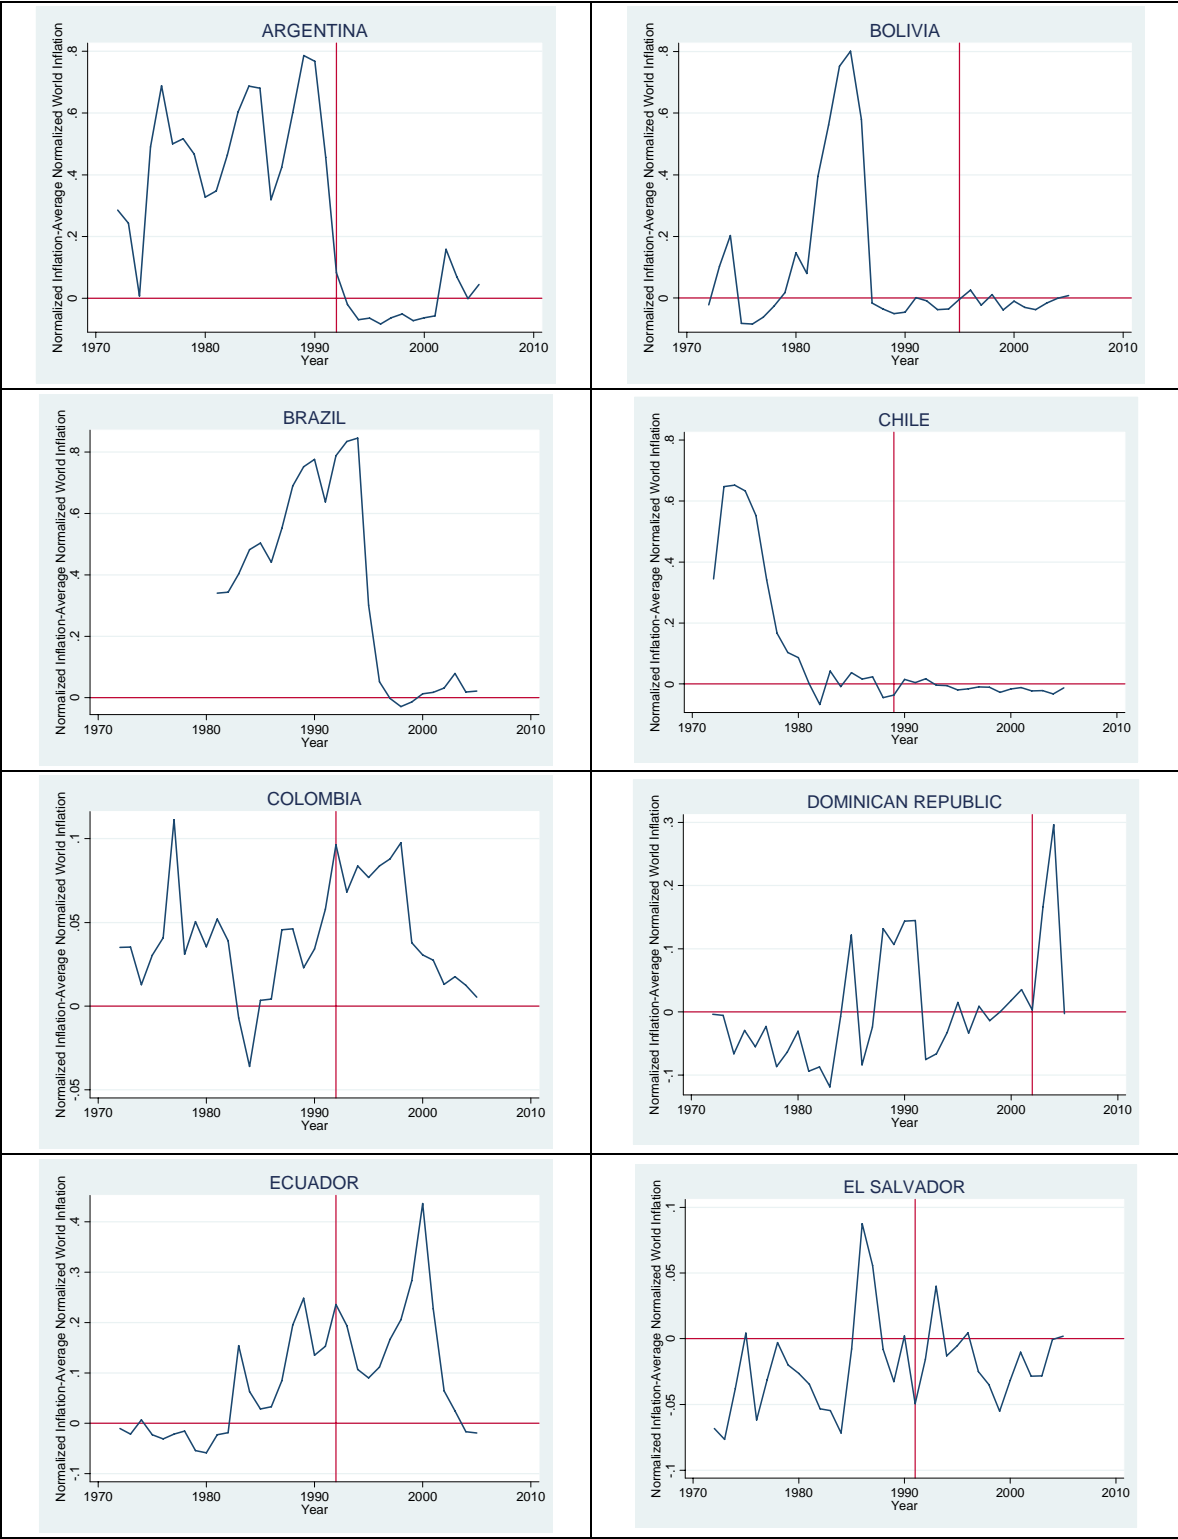 ARGENTINA
Normalized Inflation-Average Normalized World Inflation
.8
.6
.4
.2
0
1970 1980 1990 2000 2010
Year
BOLIVIA
Normalized Inflation-Average Normalized World Inflation
.8
.6
.4
.2
0
1970 1980 1990 2000 2010
Year
BRAZIL
Normalized Inflation-Average Normalized World Inflation
.8
.6
.4
.2
0
1970 1980 1990 2000 2010
Year
CHILE
Normalized Inflation-Average Normalized World Inflation
.8
.6
.4
.2
0
1970 1980 1990 2000 2010
Year
COLOMBIA
Normalized Inflation-Average Normalized World Inflation
.1
.05
0
-.05
1970 1980 1990 2000 2010
Year
DOMINICAN REPUBLIC
Normalized Inflation-Average Normalized World Inflation
.3
.2
.1
0
-.1
1970 1980 1990 2000 2010
Year
ECUADOR
Normalized Inflation-Average Normalized World Inflation
.4
.3
.2
.1
0
-.1
1970 1980 1990 2000 2010
Year
EL SALVADOR
Normalized Inflation-Average Normalized World Inflation
.1
.05
0
-.05
-.1
1970 1980 1990 2000 2010
Year